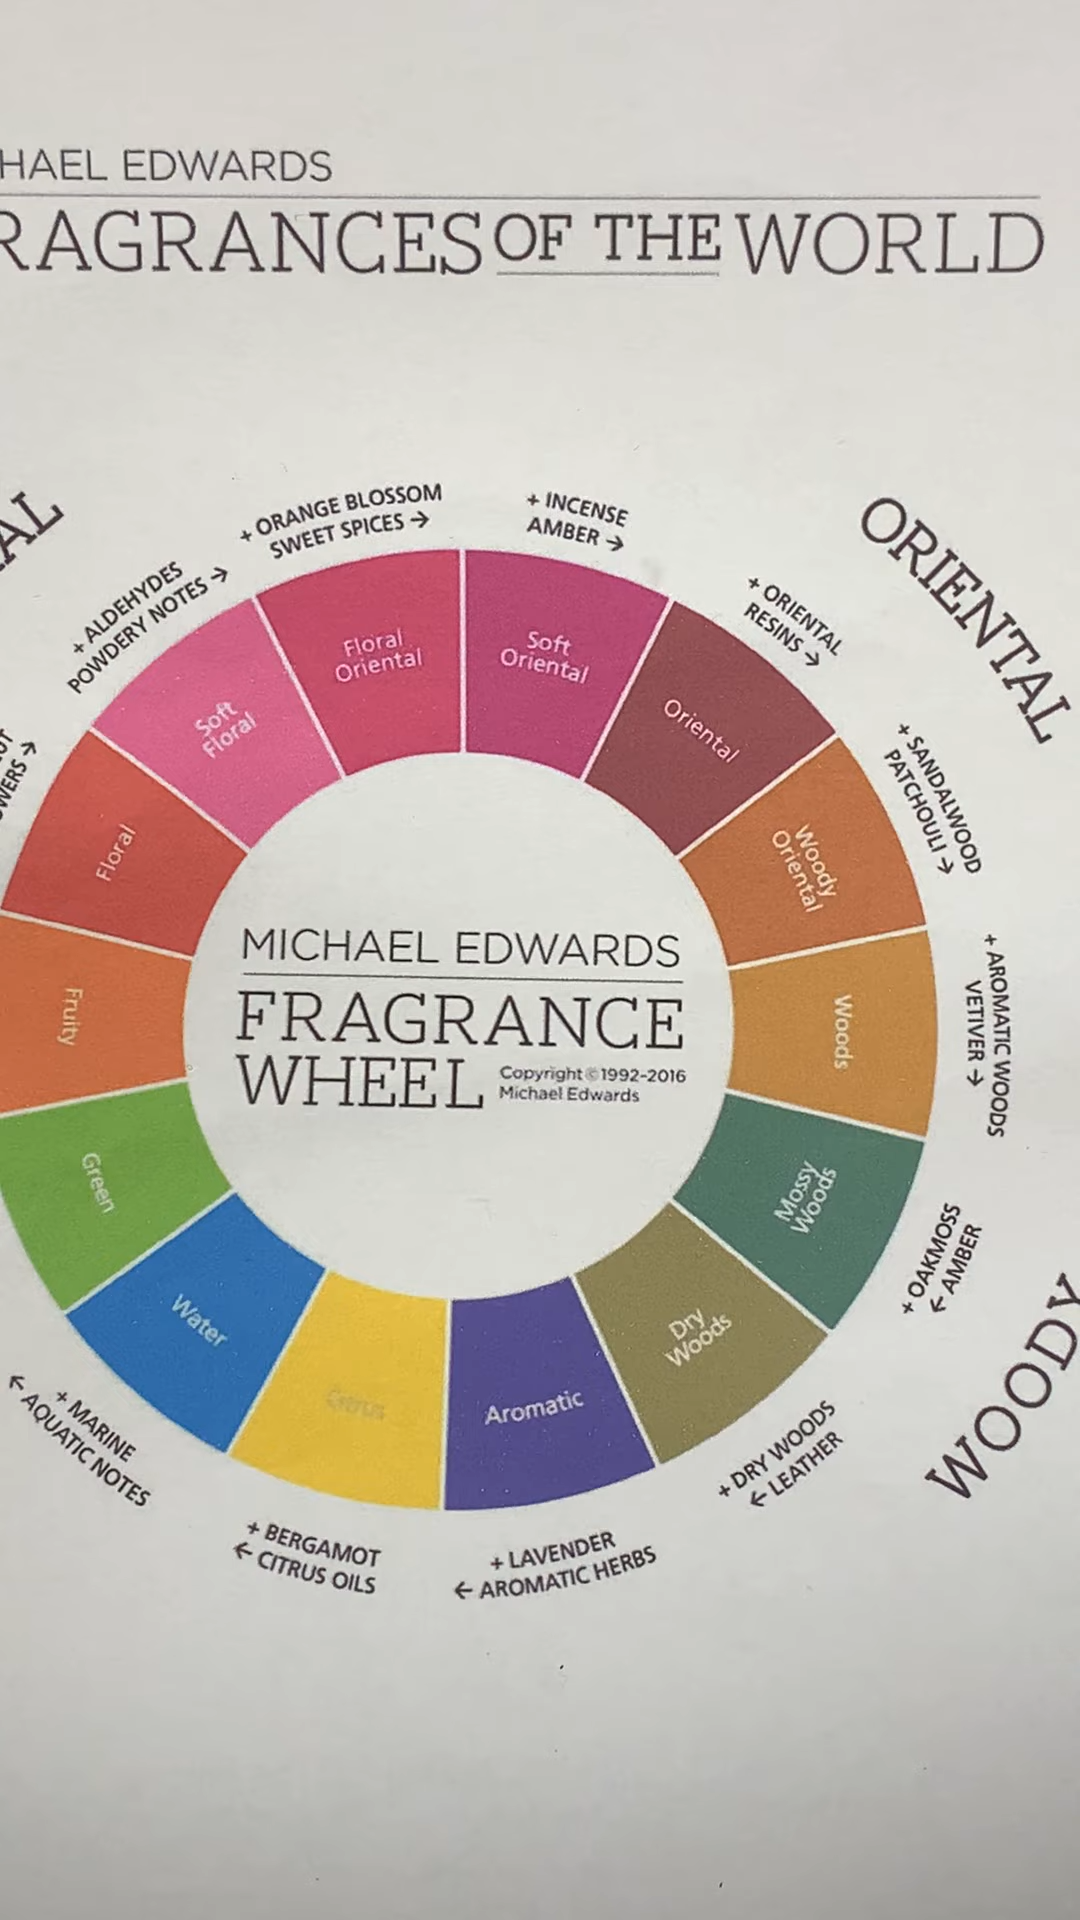 HAEL EDWARDS
RAGRANCES OF THE WORLD
AL
ORIENTAL
WOODY
+ ORANGE BLOSSOM
SWEET SPICES →
+ INCENSE
AMBER →
+ ORIENTAL
RESINS →
+ SANDALWOOD
PATCHOULI →
+ AROMATIC WOODS
VETIVER →
+ OAKMOSS
← AMBER
+ DRY WOODS
← LEATHER
+ LAVENDER
← AROMATIC HERBS
+ BERGAMOT
← CITRUS OILS
+ MARINE
← AQUATIC NOTES
WERS →
+ ALDEHYDES
POWDERY NOTES →
Floral
Oriental
Soft
Oriental
Oriental
Woody
Oriental
Woods
Mossy
Woods
Dry
Woods
Aromatic
Citrus
Water
Green
Fruity
Floral
Soft
Floral
MICHAEL EDWARDS
FRAGRANCE
WHEEL
Copyright © 1992-2016
Michael Edwards